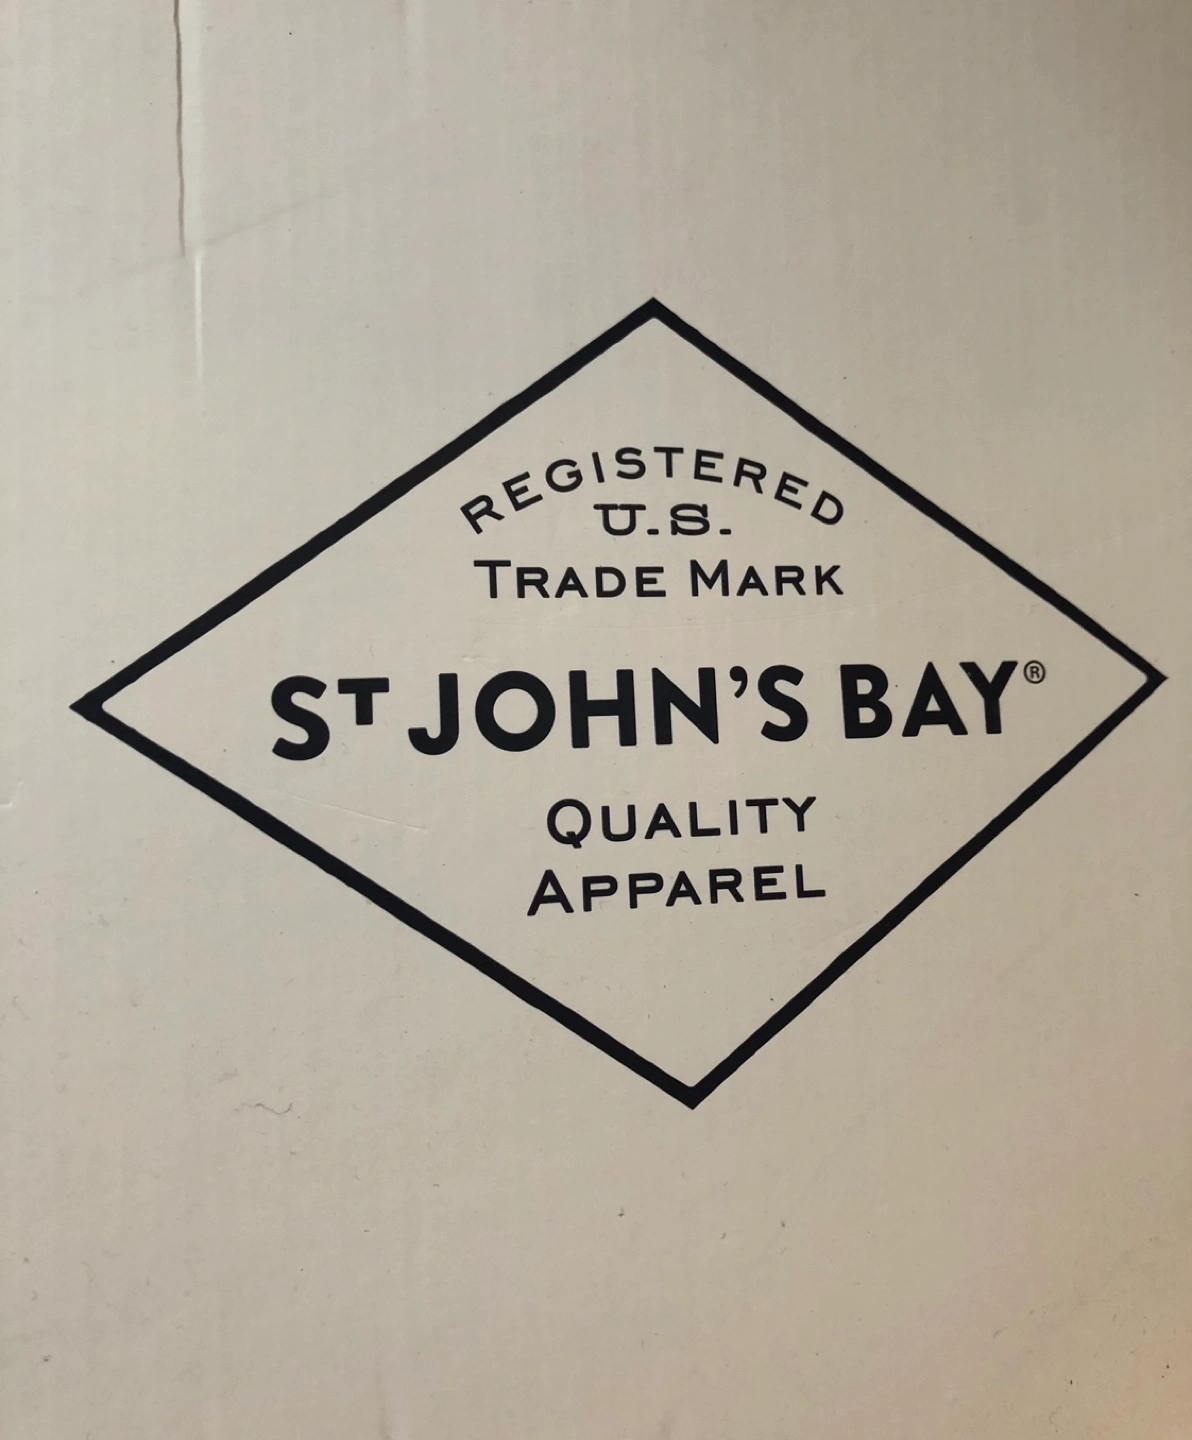 REGISTERED
U.S.
TRADE MARK
ST JOHN'S BAY®
QUALITY
APPAREL